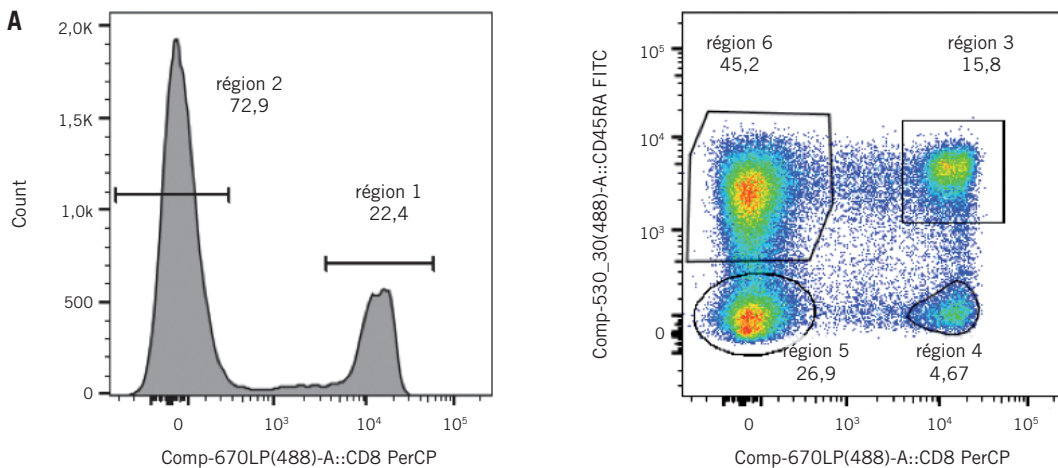 A
2,0K
1,5K
1,0K
500
0
Count
région 2
72,9
région 1
22,4
0
10³
10⁴
10⁵
Comp-670LP(488)-A::CD8 PerCP
10⁵
10⁴
10³
0
Comp-530_30(488)-A::CD45RA FITC
région 6
45,2
région 3
15,8
région 5
26,9
région 4
4,67
0
10³
10⁴
10⁵
Comp-670LP(488)-A::CD8 PerCP